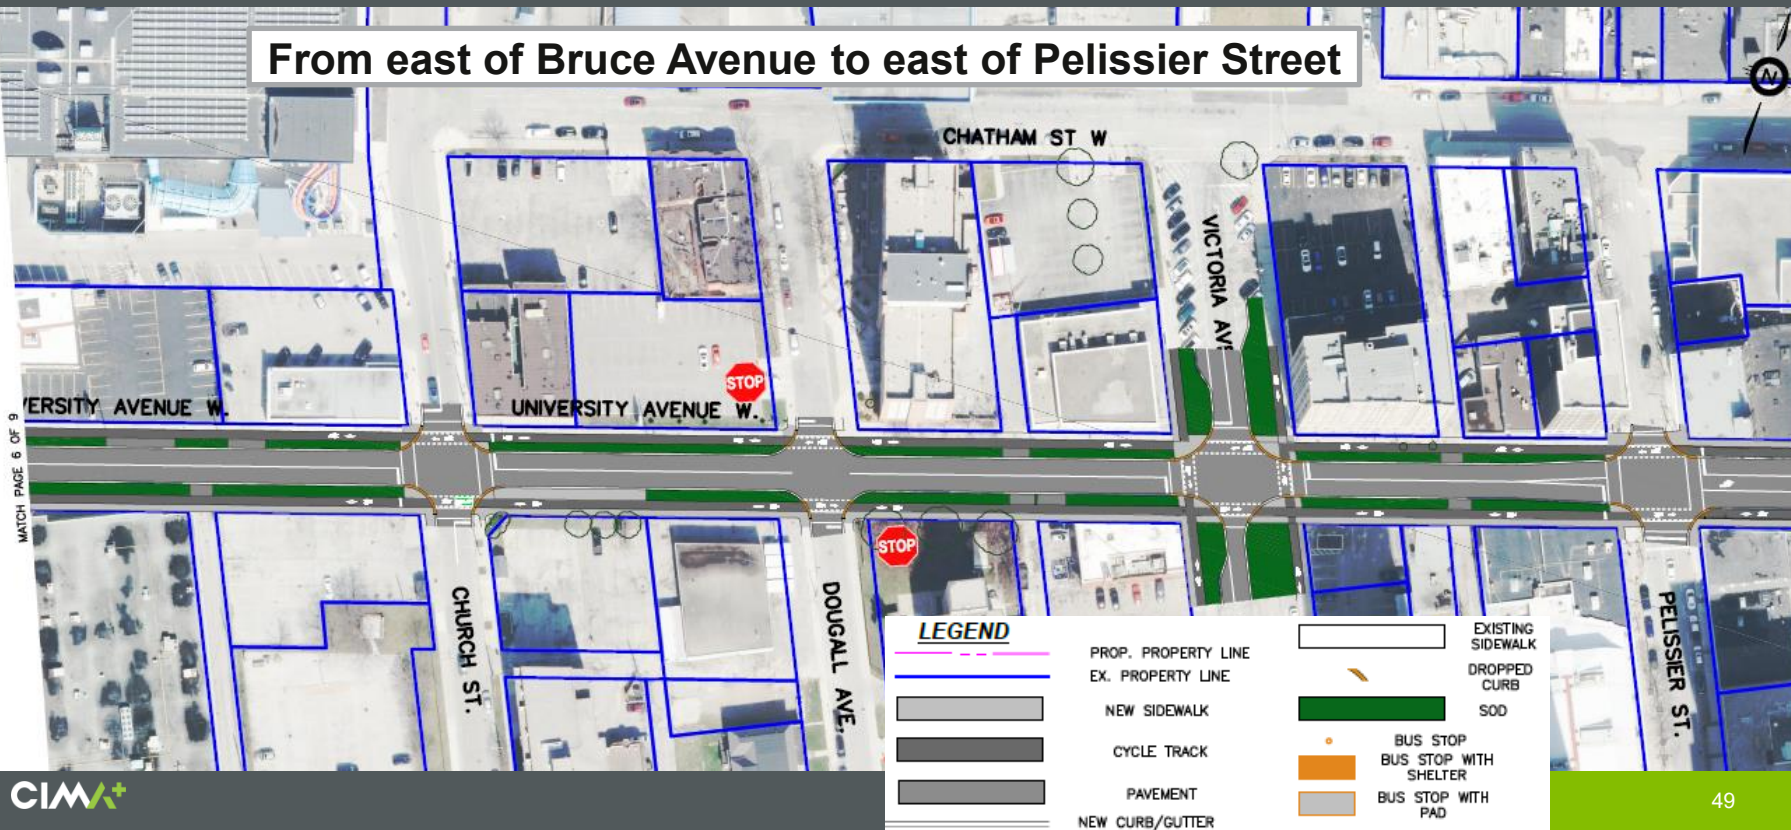 From east of Bruce Avenue to east of Pelissier Street
N
CHATHAM ST W
VICTORIA AVE
STOP
VERSITY AVENUE W.
UNIVERSITY AVENUE W.
MATCH PAGE 6 OF 9
STOP
CHURCH ST.
DOUGALL AVE.
PELISSIER ST.
LEGEND
PROP. PROPERTY LINE
EX. PROPERTY LINE
NEW SIDEWALK
CYCLE TRACK
PAVEMENT
NEW CURB/GUTTER
EXISTING
SIDEWALK
DROPPED
CURB
SOD
BUS STOP
BUS STOP WITH
SHELTER
BUS STOP WITH
PAD
CIMA+
49